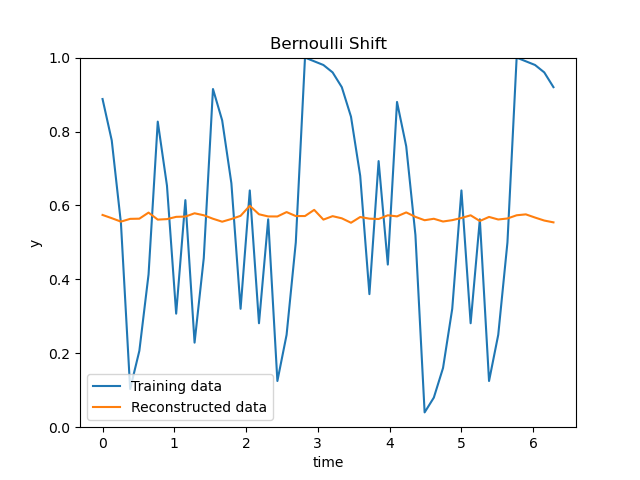 Bernoulli Shift
1.0
0.8
0.6
0.4
0.2
0.0
y
Training data
Reconstructed data
0 1 2 3 4 5 6
time